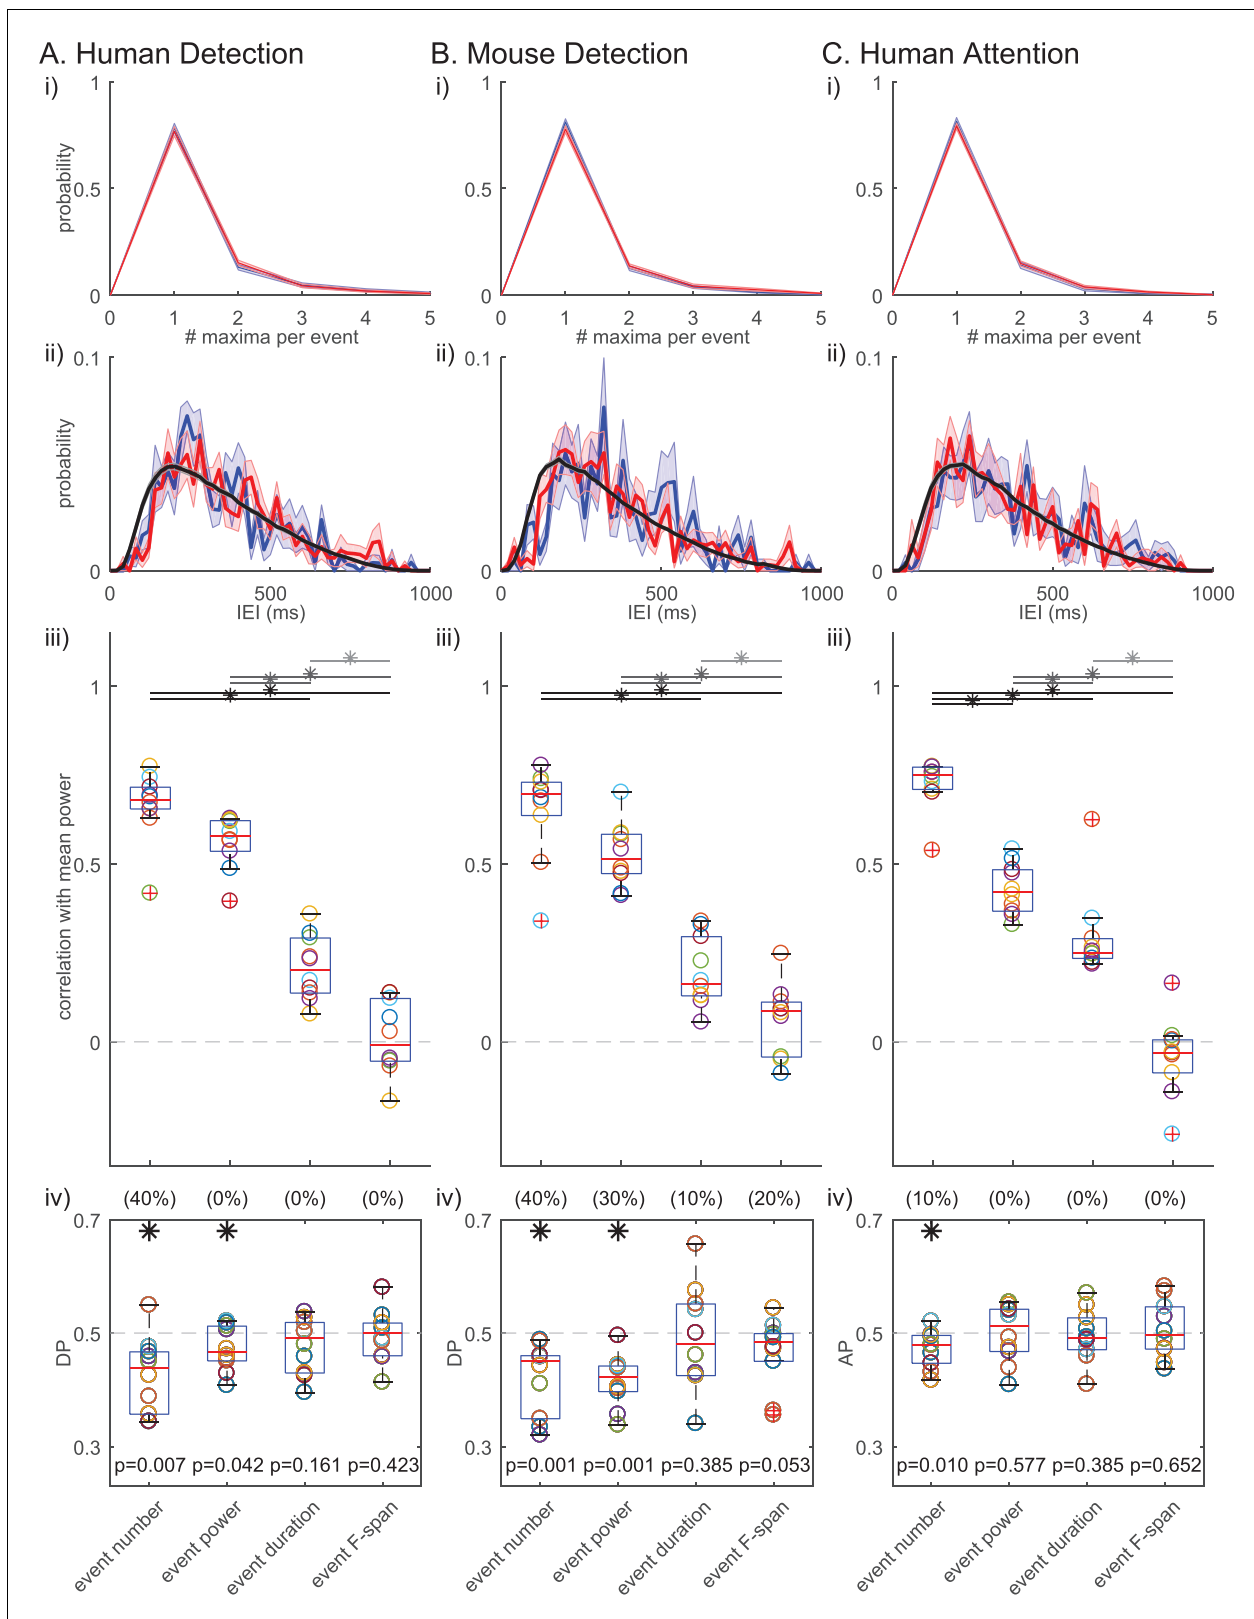 A. Human Detection
B. Mouse Detection
C. Human Attention
i)
1
0.5
0
probability
0 1 2 3 4 5
# maxima per event
i)
1
0.5
0
0 1 2 3 4 5
# maxima per event
i)
1
0.5
0
0 1 2 3 4 5
# maxima per event
ii)
0.1
0
probability
0 500 1000
IEI (ms)
ii)
0.1
0
0 500 1000
IEI (ms)
ii)
0.1
0
0 500 1000
IEI (ms)
iii)
1
0.5
0
correlation with mean power
iii)
1
0.5
0
iii)
1
0.5
0
iv)
(40%) (0%) (0%) (0%)
0.7
0.5
0.3
DP
p=0.007 p=0.042 p=0.161 p=0.423
event number
event power
event duration
event F-span
iv)
(40%) (30%) (10%) (20%)
0.7
0.5
0.3
DP
p=0.001 p=0.001 p=0.385 p=0.053
event number
event power
event duration
event F-span
iv)
(10%) (0%) (0%) (0%)
0.7
0.5
0.3
AP
p=0.010 p=0.577 p=0.385 p=0.652
event number
event power
event duration
event F-span